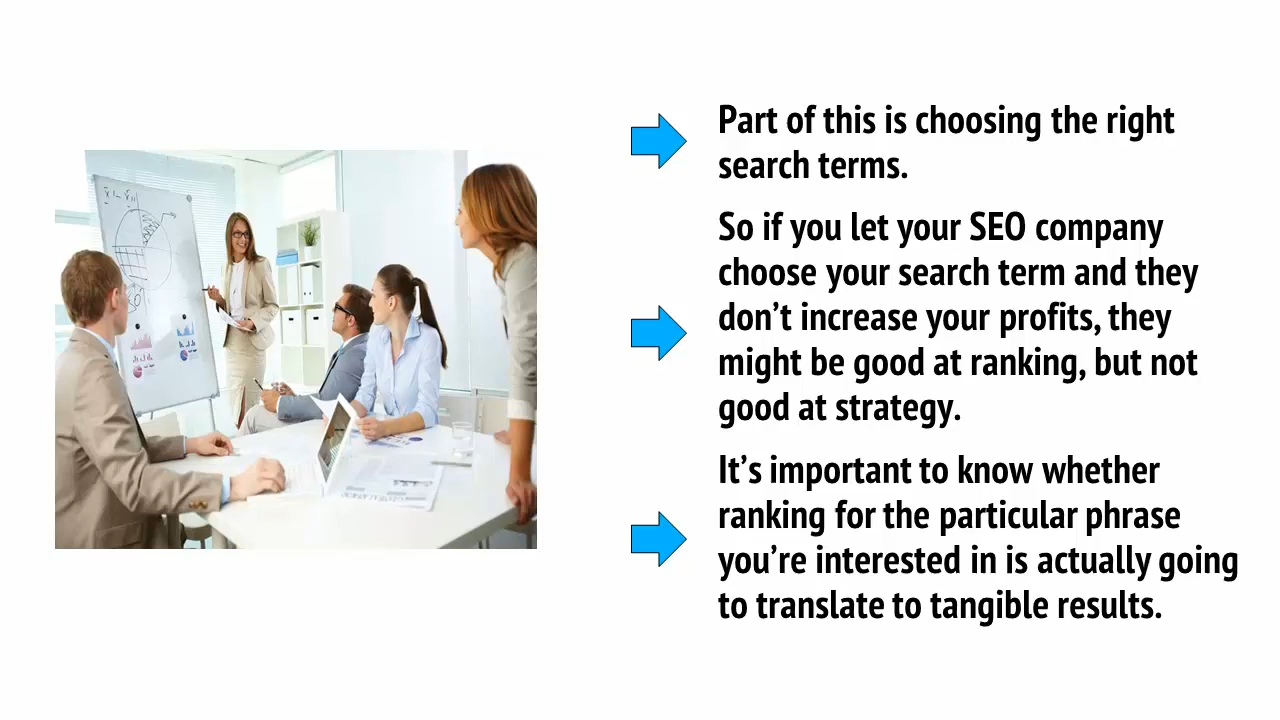 Part of this is choosing the right
search terms.
So if you let your SEO company
choose your search term and they
don't increase your profits, they
might be good at ranking, but not
good at strategy.
It's important to know whether
ranking for the particular phrase
you're interested in is actually going
to translate to tangible results.